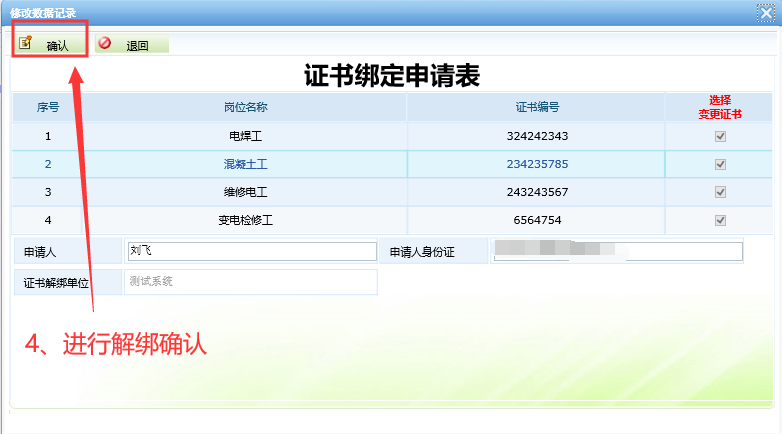 修改数据记录
确认 退回
证书绑定申请表
序号 岗位名称 证书编号 选择
变更证书
1 电焊工 324242343
2 混凝土工 234235785
3 维修电工 243243567
4 变电检修工 6564754
申请人 刘飞 申请人身份证
证书解绑单位 测试系统
4、进行解绑确认